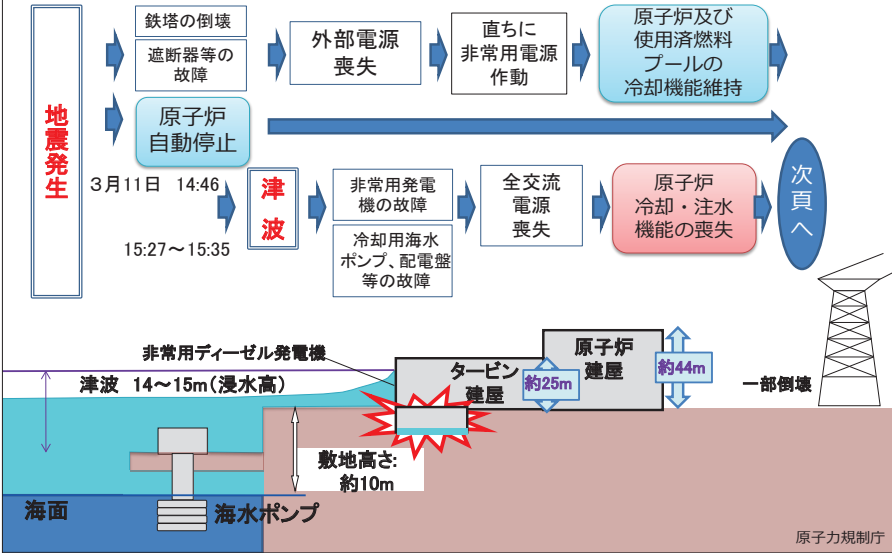 地震発生
鉄塔の倒壊
遮断器等の
故障
外部電源
喪失
直ちに
非常用電源
作動
原子炉及び
使用済燃料
プールの
冷却機能維持
原子炉
自動停止
3月11日 14:46
15:27～15:35
津波
非常用発電
機の故障
冷却用海水
ポンプ、配電盤
等の故障
全交流
電源
喪失
原子炉
冷却・注水
機能の喪失
次頁へ
非常用ディーゼル発電機
津波 14～15m(浸水高)
タービン
建屋
約25m
原子炉
建屋
約44m
一部倒壊
敷地高さ:
約10m
海面
海水ポンプ
原子力規制庁